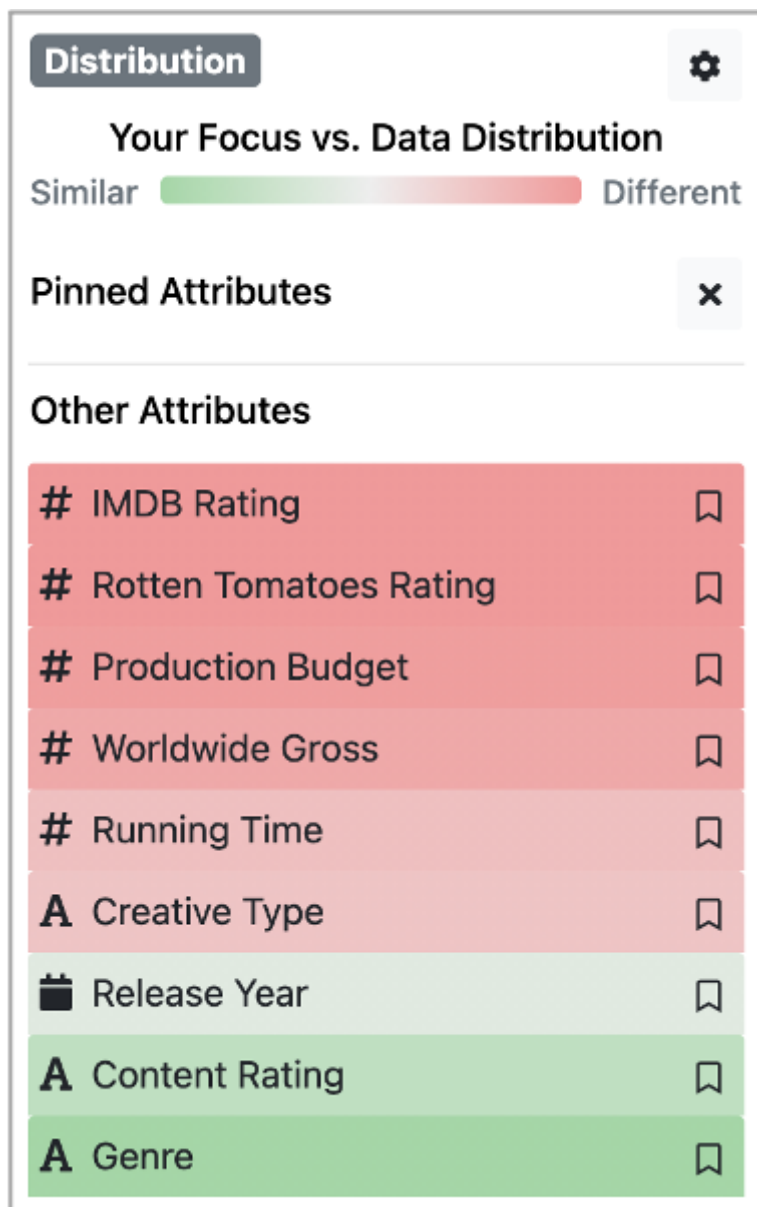 Distribution
Your Focus vs. Data Distribution
Similar Different
Pinned Attributes
Other Attributes
# IMDB Rating
# Rotten Tomatoes Rating
# Production Budget
# Worldwide Gross
# Running Time
A Creative Type
Release Year
A Content Rating
A Genre